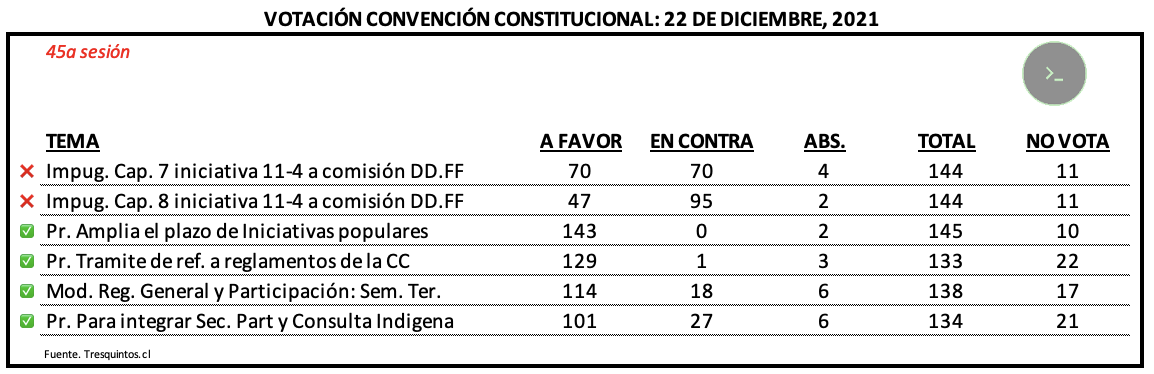 VOTACIÓN CONVENCIÓN CONSTITUCIONAL: 22 DE DICIEMBRE, 2021
45a sesión
>_
TEMA A FAVOR EN CONTRA ABS. TOTAL NO VOTA
Impug. Cap. 7 iniciativa 11-4 a comisión DD.FF 70 70 4 144 11
Impug. Cap. 8 iniciativa 11-4 a comisión DD.FF 47 95 2 144 11
Pr. Amplia el plazo de Iniciativas populares 143 0 2 145 10
Pr. Tramite de ref. a reglamentos de la CC 129 1 3 133 22
Mod. Reg. General y Participación: Sem. Ter. 114 18 6 138 17
Pr. Para integrar Sec. Part y Consulta Indigena 101 27 6 134 21
Fuente. Tresquintos.cl